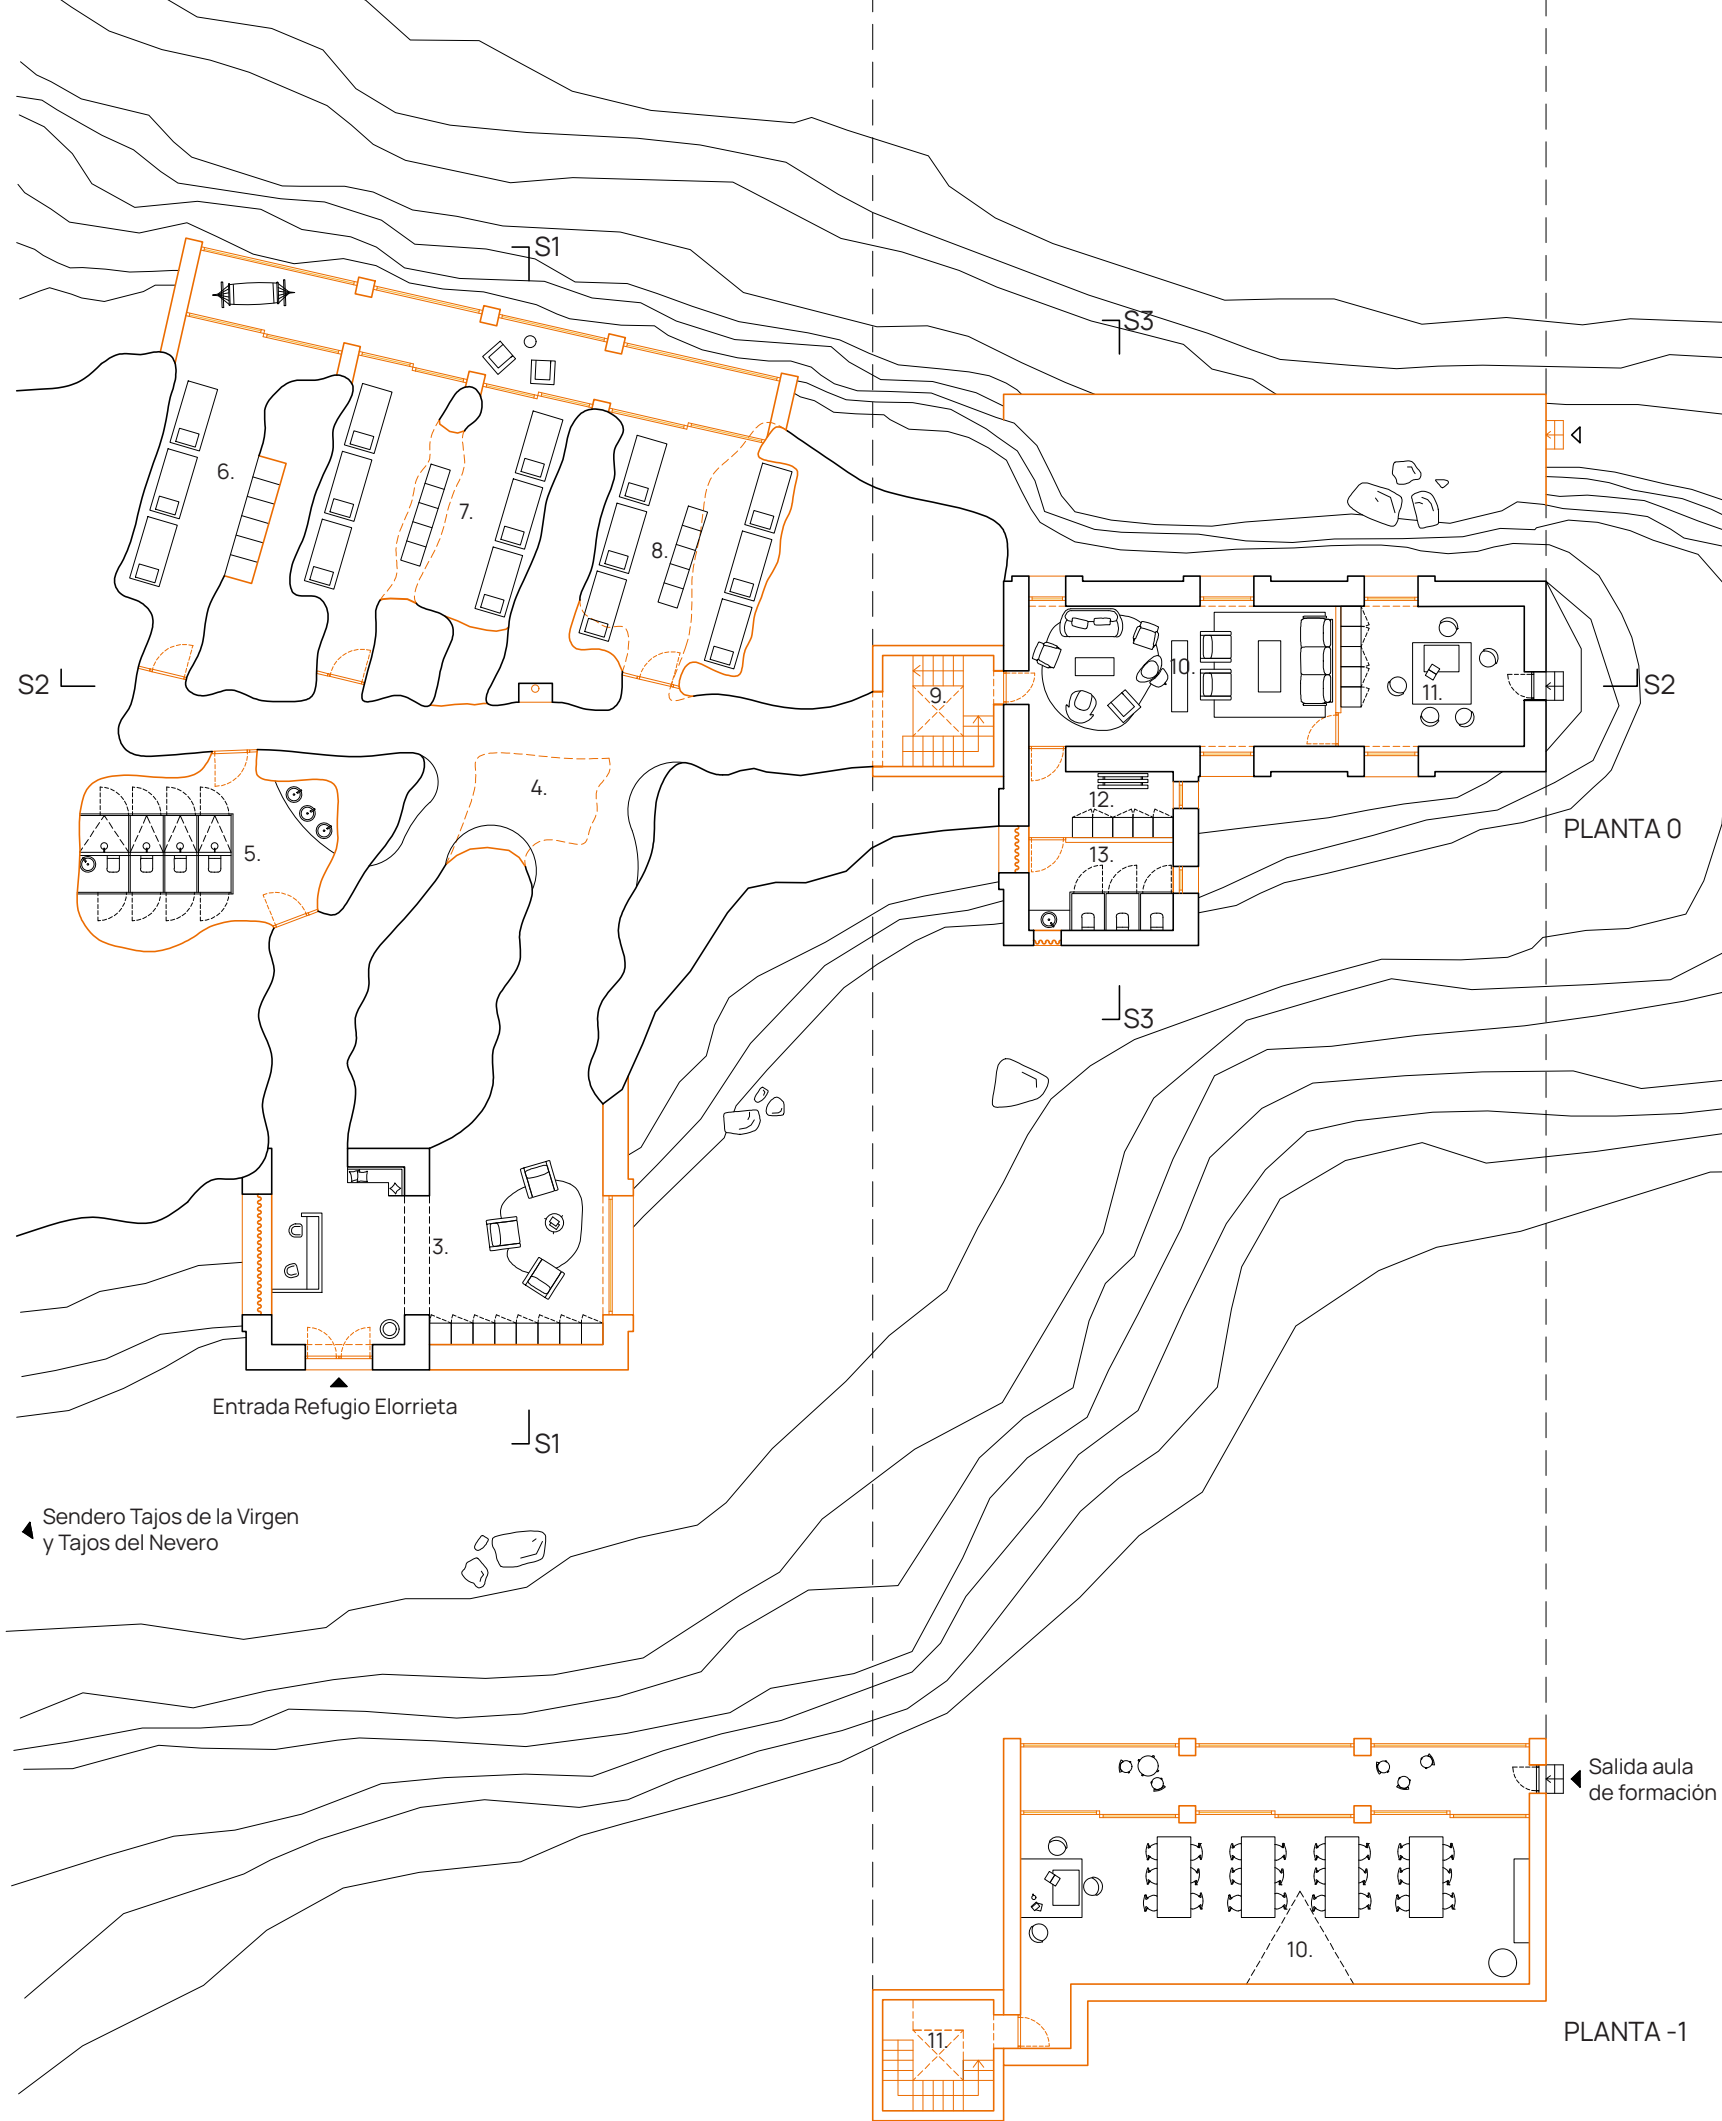 S1
S3
6.
7.
8.
S2
9.
10.
11.
S2
4.
12.
PLANTA 0
5.
13.
S3
3.
Entrada Refugio Elorrieta
S1
Sendero Tajos de la Virgen
y Tajos del Nevero
Salida aula
de formación
10.
11.
PLANTA -1